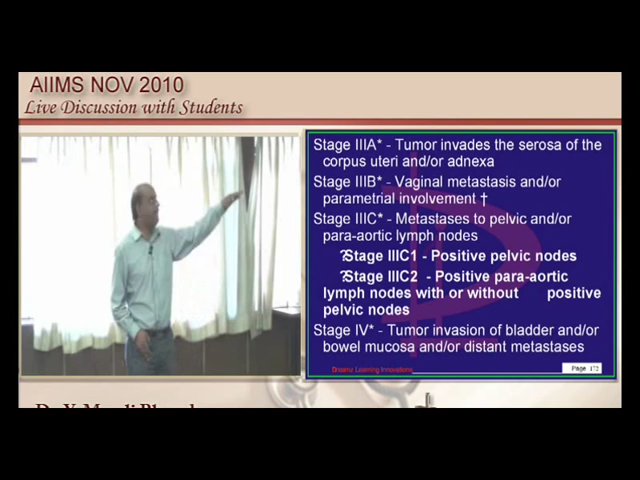 AIIMS NOV 2010
Live Discussion with Students
Stage IIIA* - Tumor invades the serosa of the
corpus uteri and/or adnexa
Stage IIIB* - Vaginal metastasis and/or
parametrial involvement †
Stage IIIC* - Metastases to pelvic and/or
para-aortic lymph nodes
?Stage IIIC1 - Positive pelvic nodes
?Stage IIIC2 - Positive para-aortic
lymph nodes with or without positive
pelvic nodes
Stage IV* - Tumor invasion of bladder and/or
bowel mucosa and/or distant metastases
Learning Innovations
Page 172